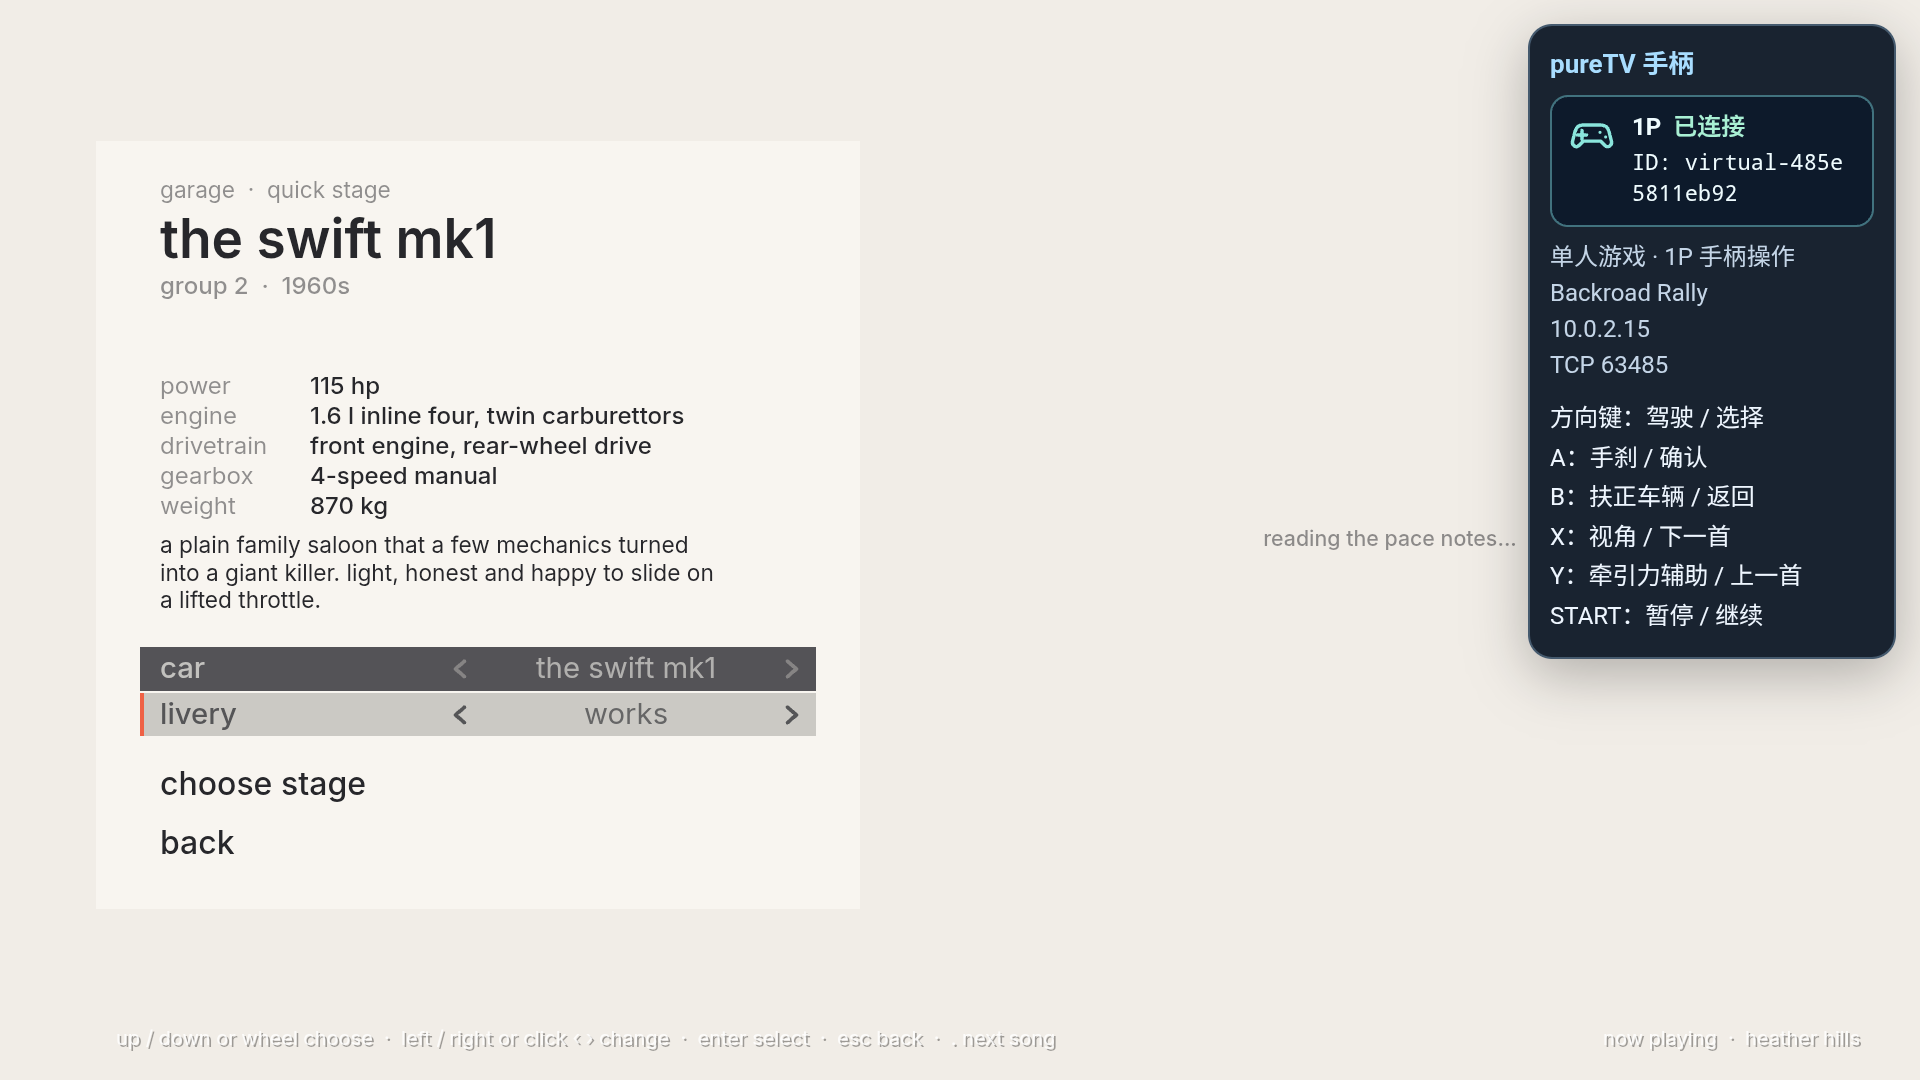 garage · quick stage
the swift mk1
group 2 · 1960s
power 115 hp
engine 1.6 l inline four, twin carburettors
drivetrain front engine, rear-wheel drive
gearbox 4-speed manual
weight 870 kg
a plain family saloon that a few mechanics turned
into a giant killer. light, honest and happy to slide on
a lifted throttle.
car < the swift mk1 >
livery < works >
choose stage
back
reading the pace notes...
pureTV 手柄
1P 已连接
ID: virtual-485e
5811eb92
单人游戏 · 1P 手柄操作
Backroad Rally
10.0.2.15
TCP 63485
方向键：驾驶 / 选择
A：手刹 / 确认
B：扶正车辆 / 返回
X：视角 / 下一首
Y：牵引力辅助 / 上一首
START：暂停 / 继续
up / down or wheel choose · left / right or click ‹ › change · enter select · esc back · . next song
now playing · heather hills